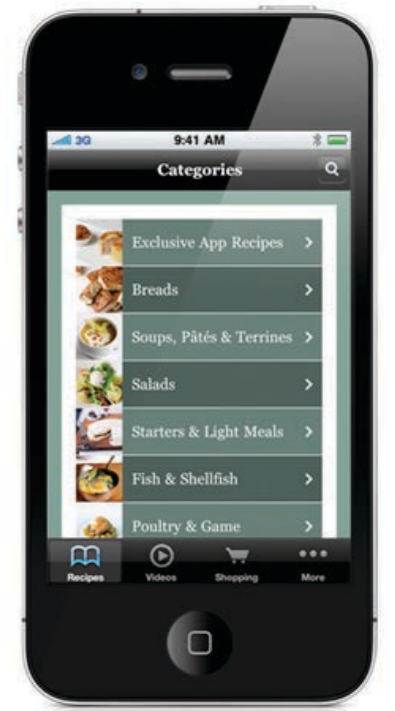 3G 9:41 AM
Categories
Exclusive App Recipes
Breads
Soups, Pâtés & Terrines
Salads
Starters & Light Meals
Fish & Shellfish
Poultry & Game
Recipes Videos Shopping More